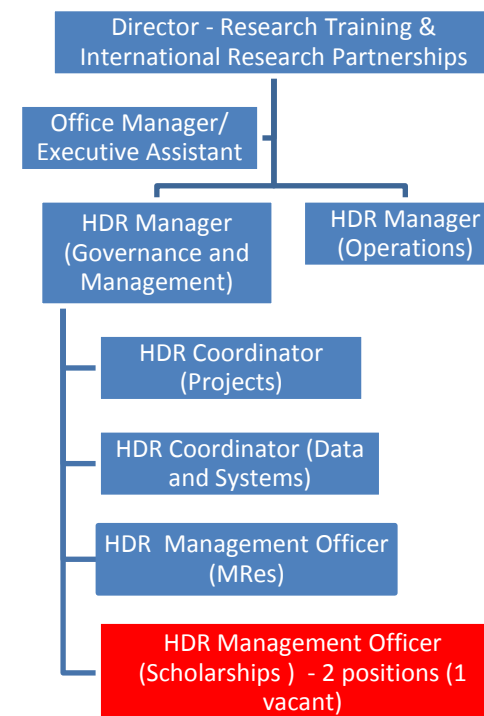 Director - Research Training &
International Research Partnerships
Office Manager/
Executive Assistant
HDR Manager
(Governance and
Management)
HDR Manager
(Operations)
HDR Coordinator
(Projects)
HDR Coordinator (Data
and Systems)
HDR  Management Officer
(MRes)
HDR Management Officer
(Scholarships )  - 2 positions (1
vacant)